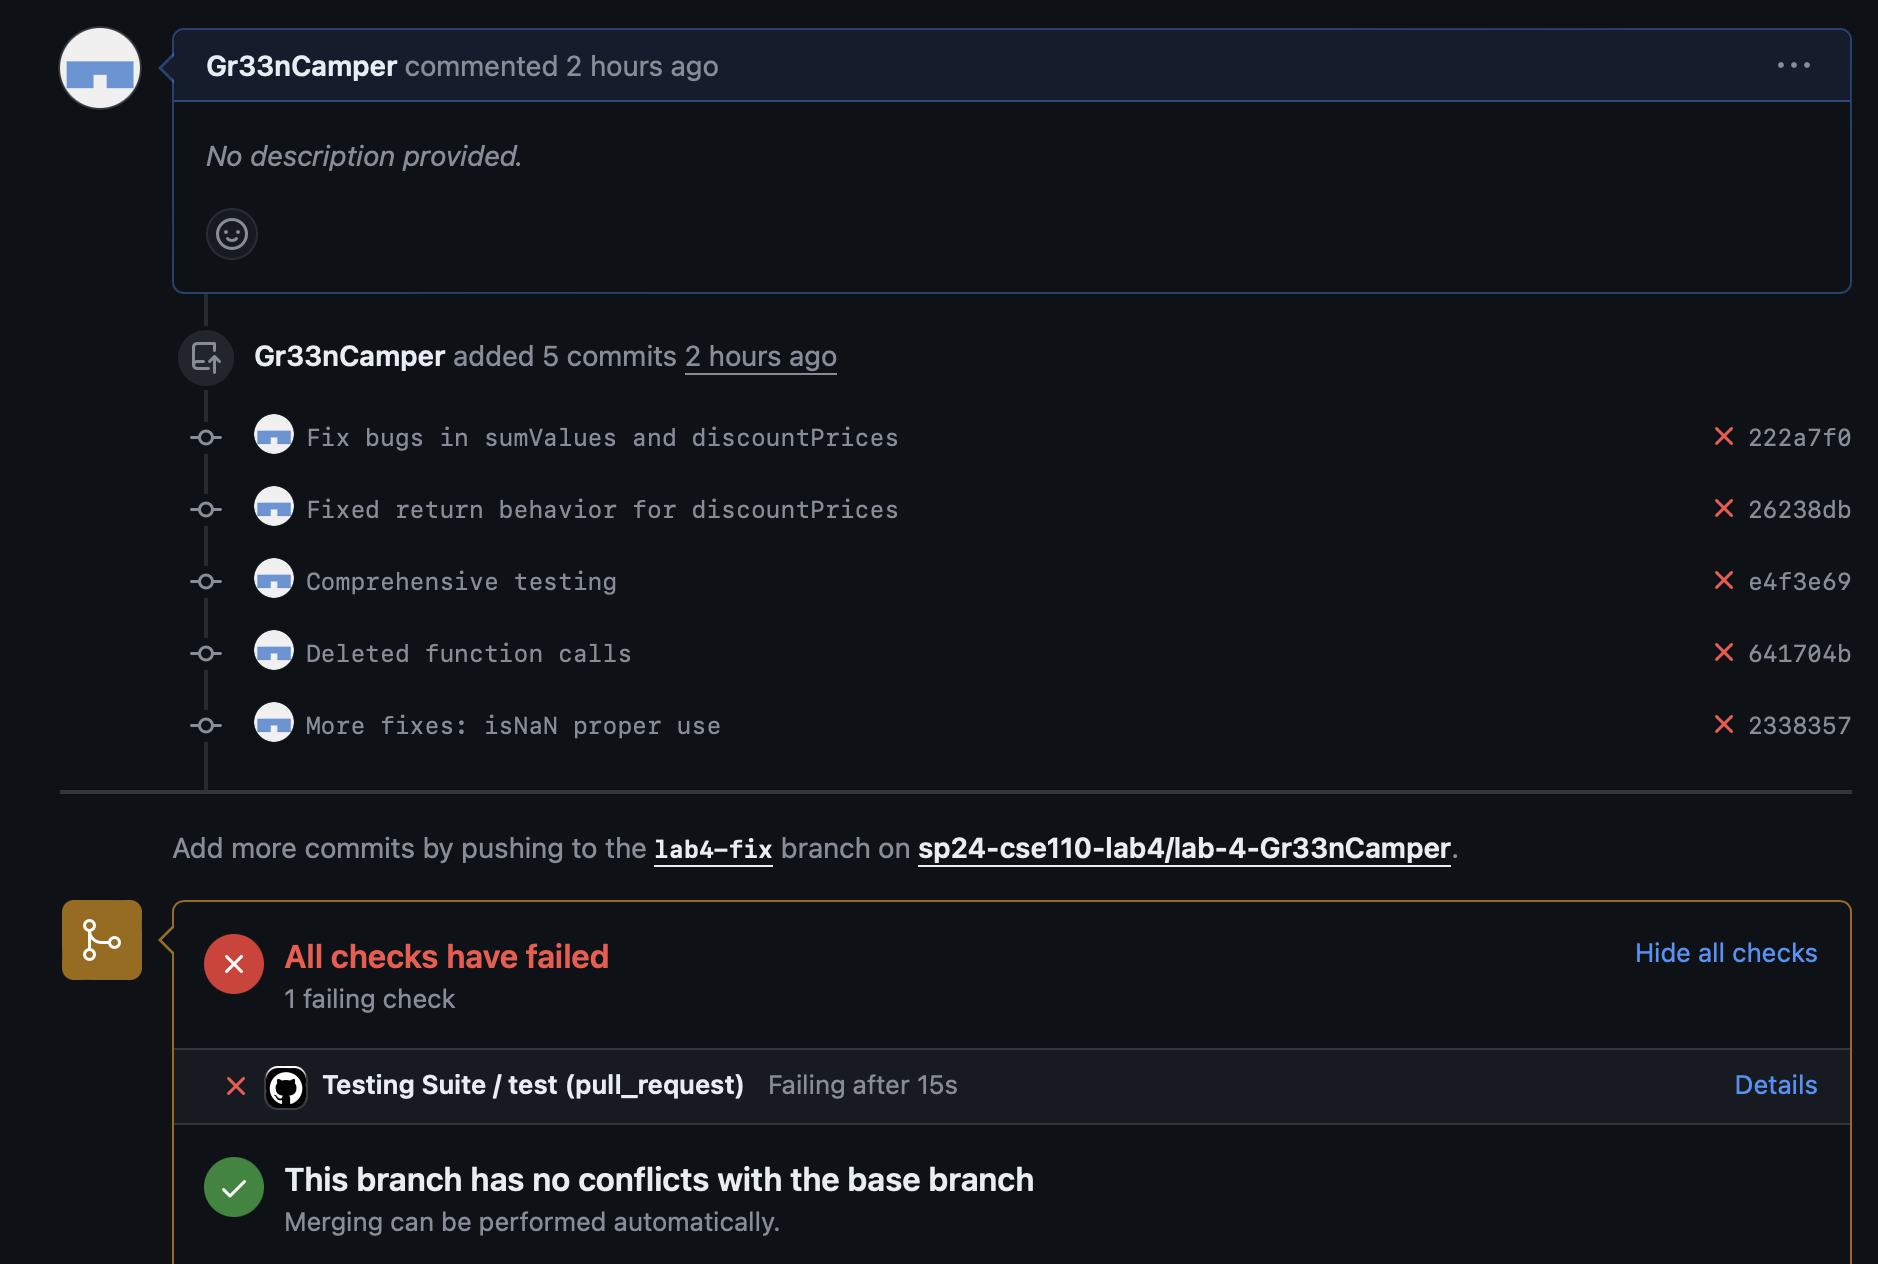 Gr33nCamper commented 2 hours ago
No description provided.
Gr33nCamper added 5 commits 2 hours ago
Fix bugs in sumValues and discountPrices 222a7f0
Fixed return behavior for discountPrices 26238db
Comprehensive testing e4f3e69
Deleted function calls 641704b
More fixes: isNaN proper use 2338357
Add more commits by pushing to the lab4-fix branch on sp24-cse110-lab4/lab-4-Gr33nCamper.
All checks have failed Hide all checks
1 failing check
Testing Suite / test (pull_request) Failing after 15s Details
This branch has no conflicts with the base branch
Merging can be performed automatically.